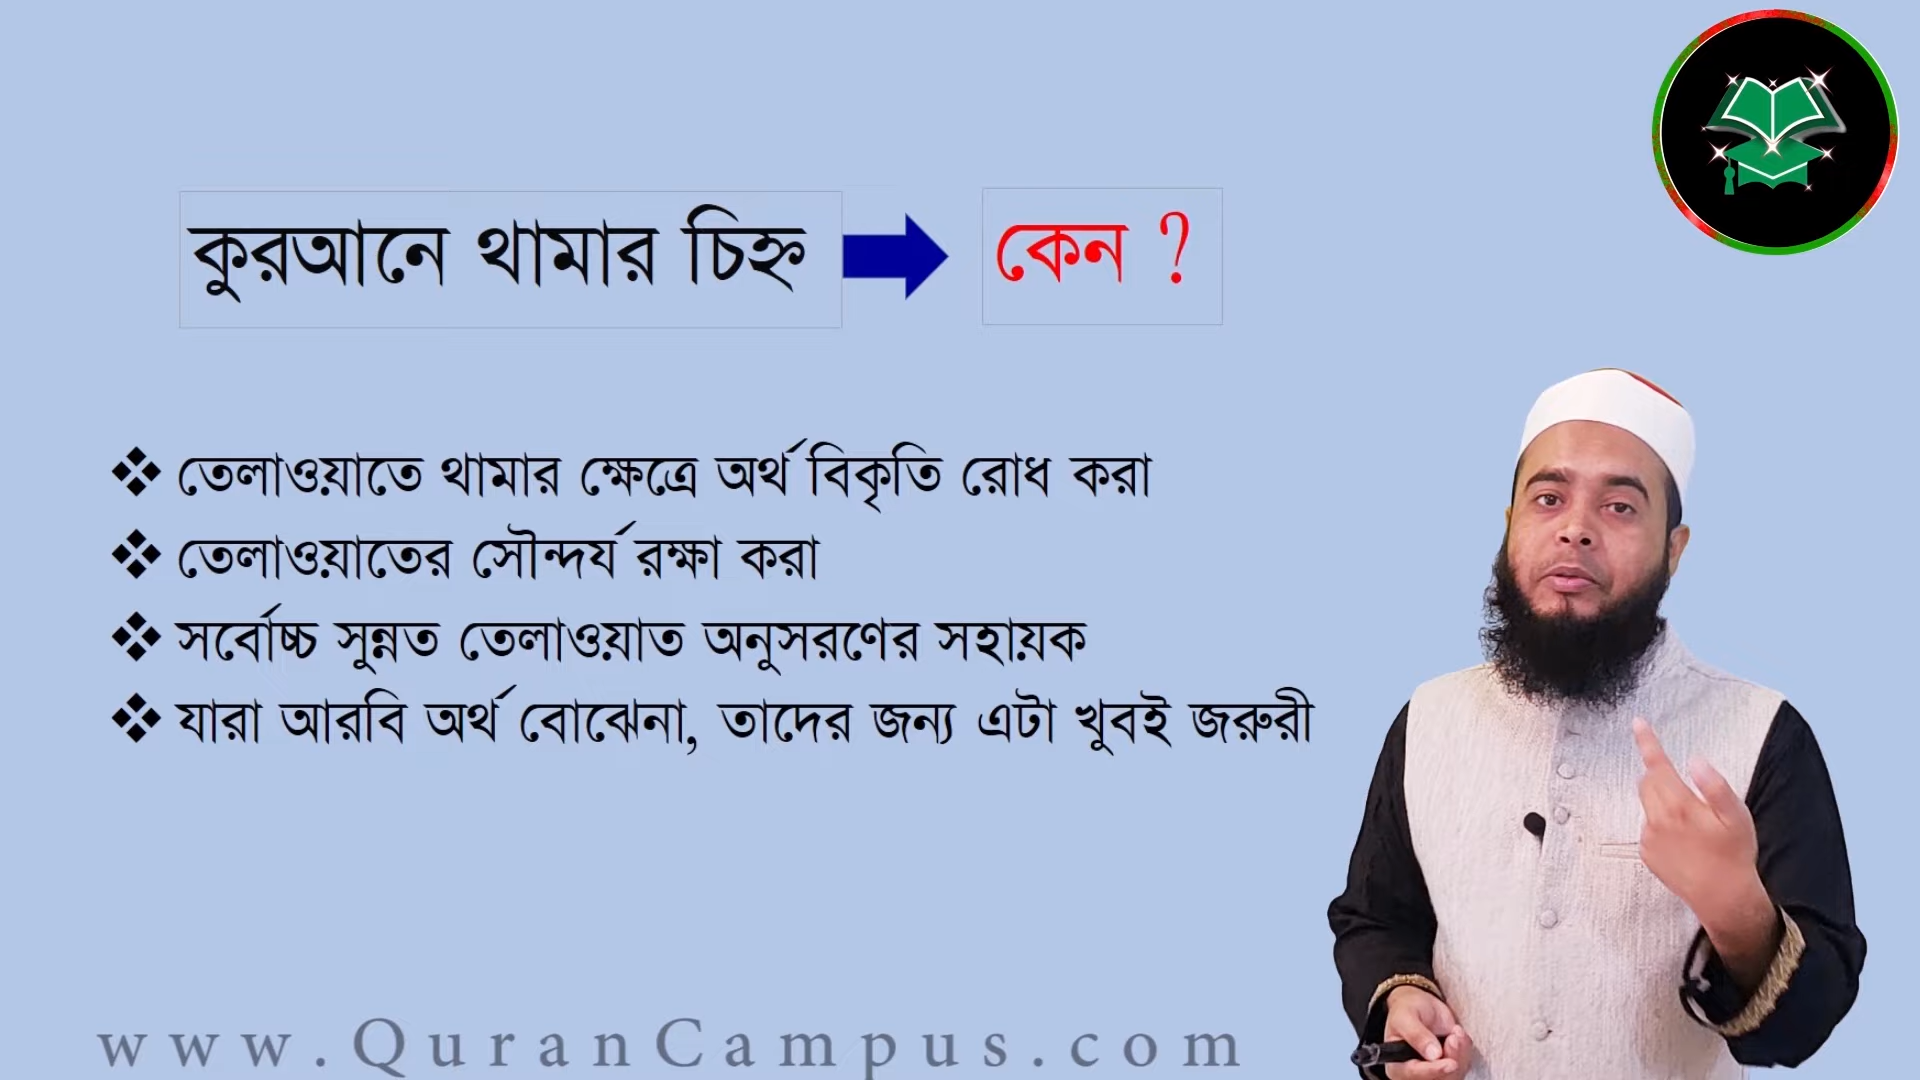 কুরআনে থামার চিহ্ন কেন ?
❖ তেলাওয়াতে থামার ক্ষেত্রে অর্থ বিকৃতি রোধ করা
❖ তেলাওয়াতের সৌন্দর্য রক্ষা করা
❖ সর্বোচ্চ সুন্নত তেলাওয়াত অনুসরণের সহায়ক
❖ যারা আরবি অর্থ বোঝেনা, তাদের জন্য এটা খুবই জরুরী
www.QuranCampus.com